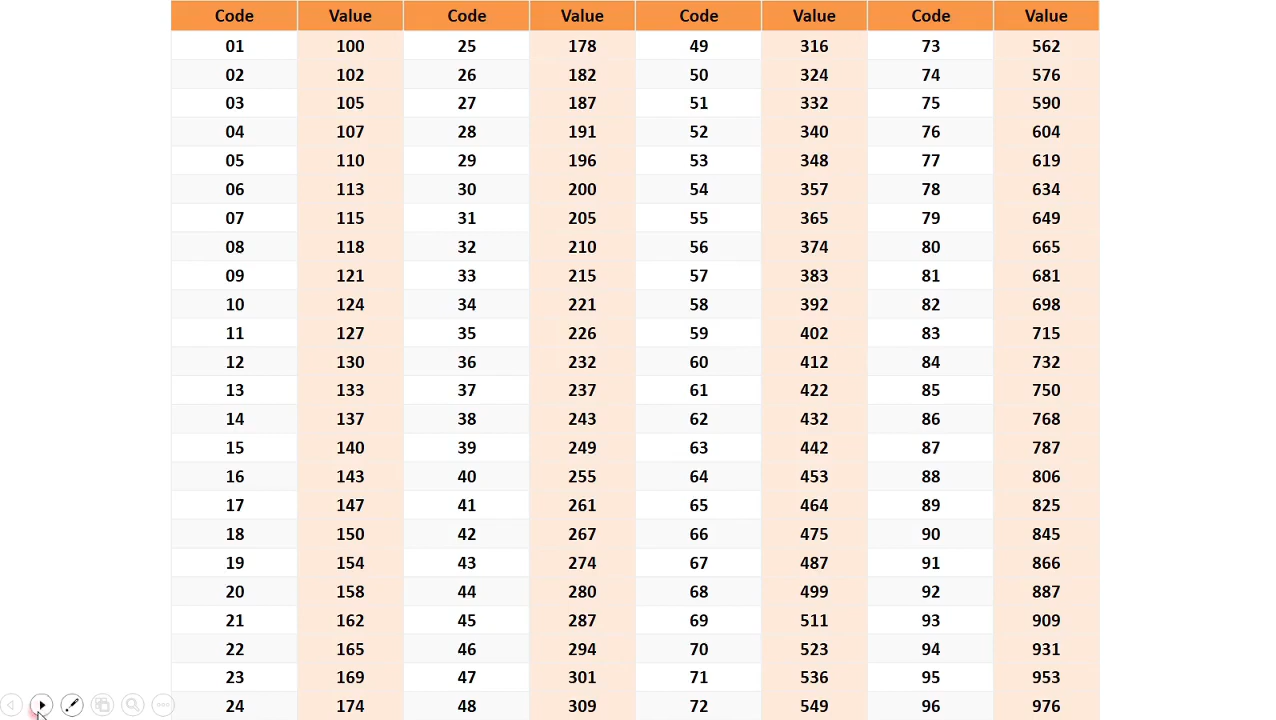 Code Value Code Value Code Value Code Value
01 100 25 178 49 316 73 562
02 102 26 182 50 324 74 576
03 105 27 187 51 332 75 590
04 107 28 191 52 340 76 604
05 110 29 196 53 348 77 619
06 113 30 200 54 357 78 634
07 115 31 205 55 365 79 649
08 118 32 210 56 374 80 665
09 121 33 215 57 383 81 681
10 124 34 221 58 392 82 698
11 127 35 226 59 402 83 715
12 130 36 232 60 412 84 732
13 133 37 237 61 422 85 750
14 137 38 243 62 432 86 768
15 140 39 249 63 442 87 787
16 143 40 255 64 453 88 806
17 147 41 261 65 464 89 825
18 150 42 267 66 475 90 845
19 154 43 274 67 487 91 866
20 158 44 280 68 499 92 887
21 162 45 287 69 511 93 909
22 165 46 294 70 523 94 931
23 169 47 301 71 536 95 953
24 174 48 309 72 549 96 976